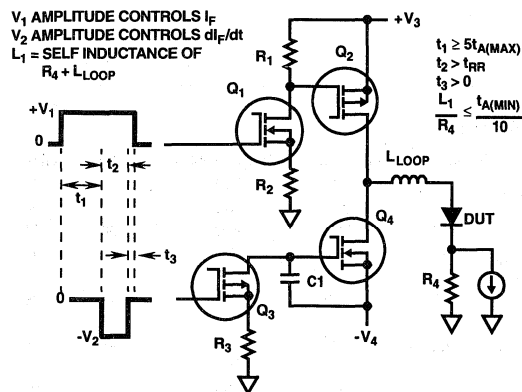 V1 AMPLITUDE CONTROLS IF
V2 AMPLITUDE CONTROLS dIF/dt
L1 = SELF INDUCTANCE OF
R4 + LLOOP
+V1
0
t2
t1
t3
0
-V2
R1
Q1
R2
Q2
+V3
Q3
R3
C1
Q4
-V4
LLOOP
DUT
R4
t1 ≥ 5tA(MAX)
t2 > tRR
t3 > 0
L1/R4 ≤ tA(MIN)/10